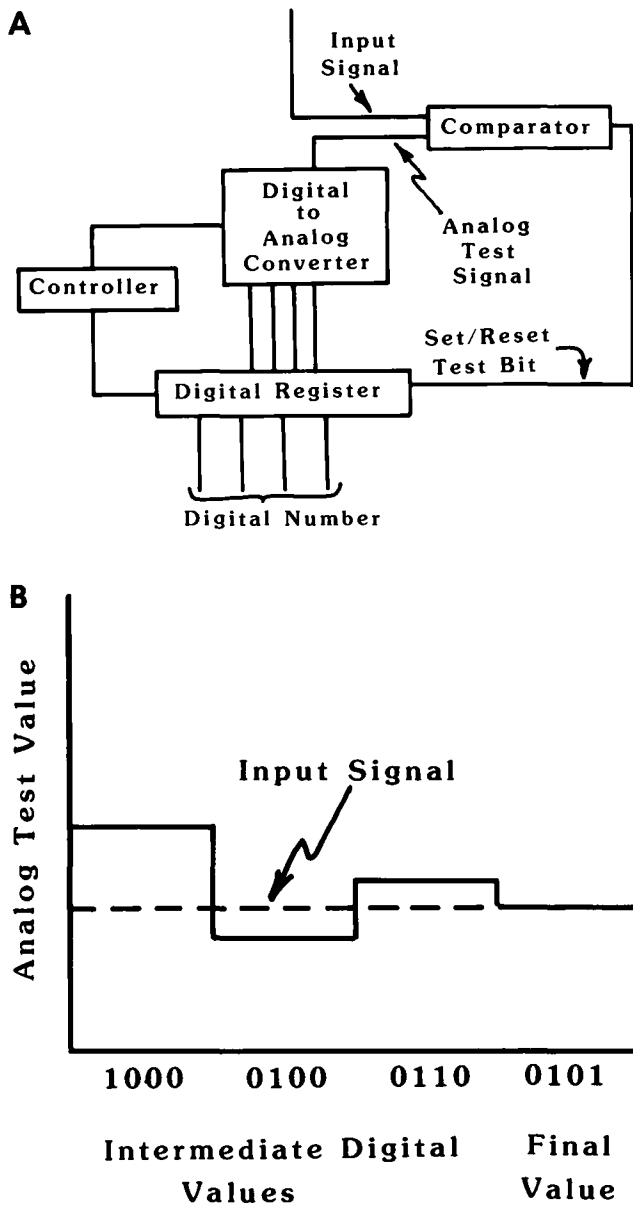 A
Input
Signal
Comparator
Digital
to
Analog
Converter
Analog
Test
Signal
Controller
Set/Reset
Test Bit
Digital Register
Digital Number
B
Analog Test Value
Input Signal
1000 0100 0110 0101
Intermediate Digital
Values
Final
Value